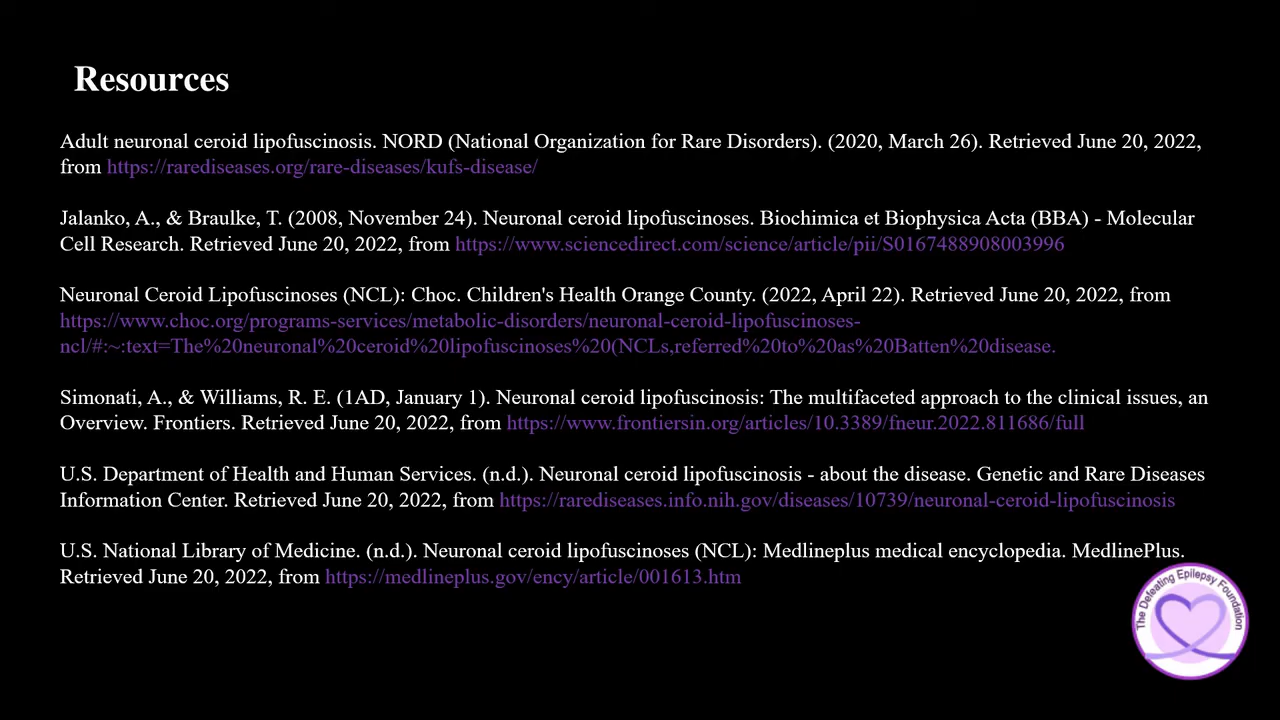 Resources
Adult neuronal ceroid lipofuscinosis. NORD (National Organization for Rare Disorders). (2020, March 26). Retrieved June 20, 2022,
from https://rarediseases.org/rare-diseases/kufs-disease/
Jalanko, A., & Braulke, T. (2008, November 24). Neuronal ceroid lipofuscinoses. Biochimica et Biophysica Acta (BBA) - Molecular
Cell Research. Retrieved June 20, 2022, from https://www.sciencedirect.com/science/article/pii/S0167488908003996
Neuronal Ceroid Lipofuscinoses (NCL): Choc. Children's Health Orange County. (2022, April 22). Retrieved June 20, 2022, from
https://www.choc.org/programs-services/metabolic-disorders/neuronal-ceroid-lipofuscinoses-
ncl/#:~:text=The%20neuronal%20ceroid%20lipofuscinoses%20(NCLs,referred%20to%20as%20Batten%20disease.
Simonati, A., & Williams, R. E. (1AD, January 1). Neuronal ceroid lipofuscinosis: The multifaceted approach to the clinical issues, an
Overview. Frontiers. Retrieved June 20, 2022, from https://www.frontiersin.org/articles/10.3389/fneur.2022.811686/full
U.S. Department of Health and Human Services. (n.d.). Neuronal ceroid lipofuscinosis - about the disease. Genetic and Rare Diseases
Information Center. Retrieved June 20, 2022, from https://rarediseases.info.nih.gov/diseases/10739/neuronal-ceroid-lipofuscinosis
U.S. National Library of Medicine. (n.d.). Neuronal ceroid lipofuscinoses (NCL): Medlineplus medical encyclopedia. MedlinePlus.
Retrieved June 20, 2022, from https://medlineplus.gov/ency/article/001613.htm
The Defeating Epilepsy Foundation